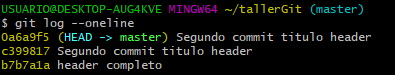 USUARIO@DESKTOP-AUG4KVE MINGW64 ~/tallerGit (master)
$ git log --oneline
0a6a9f5 (HEAD -> master) Segundo commit titulo header
c399817 Segundo commit titulo header
b7b7a1a header completo